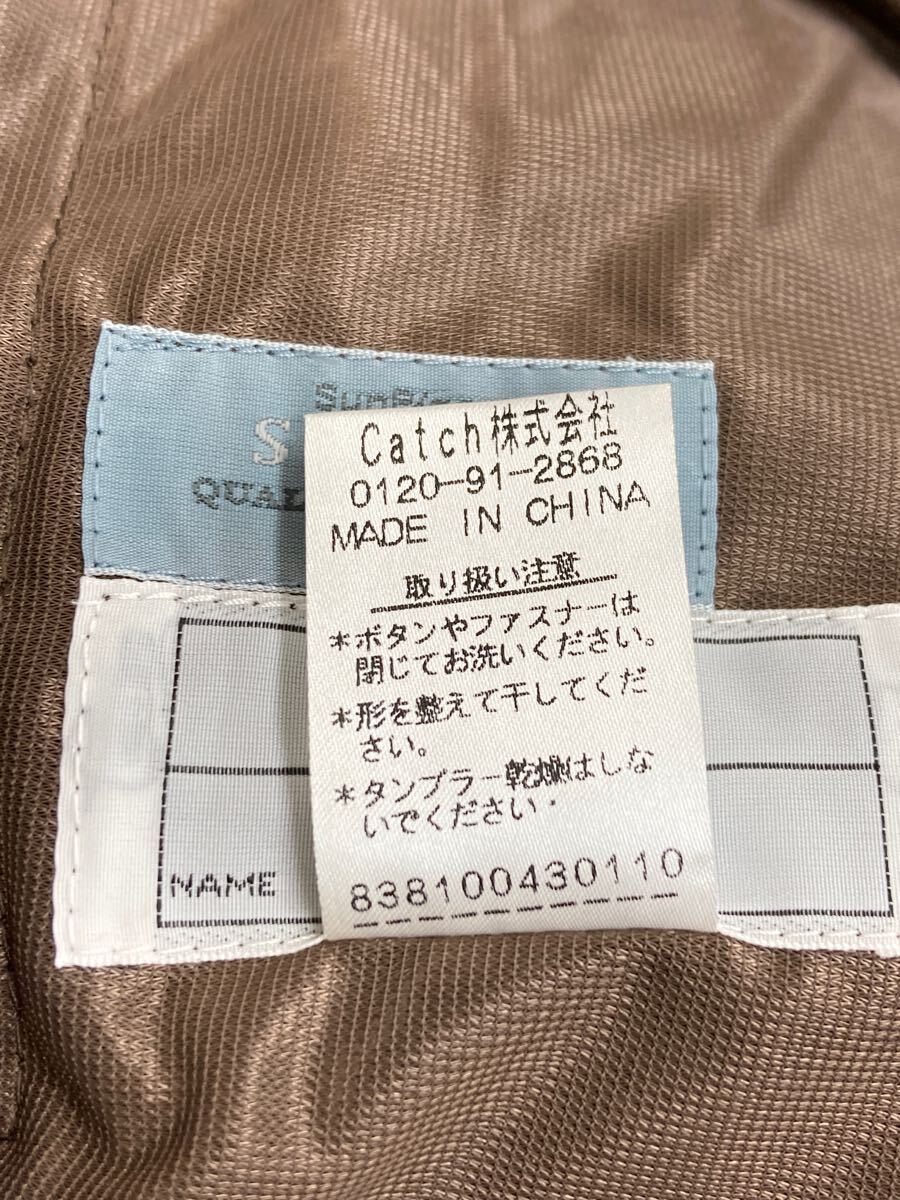 S
Catch株式会社
0120-91-2868
MADE IN CHINA
取り扱い注意
*ボタンやファスナーは
閉じてお洗いください。
*形を整えて干してくだ
さい。
*タンブラー乾燥はしな
いでください・
NAME
838100430110